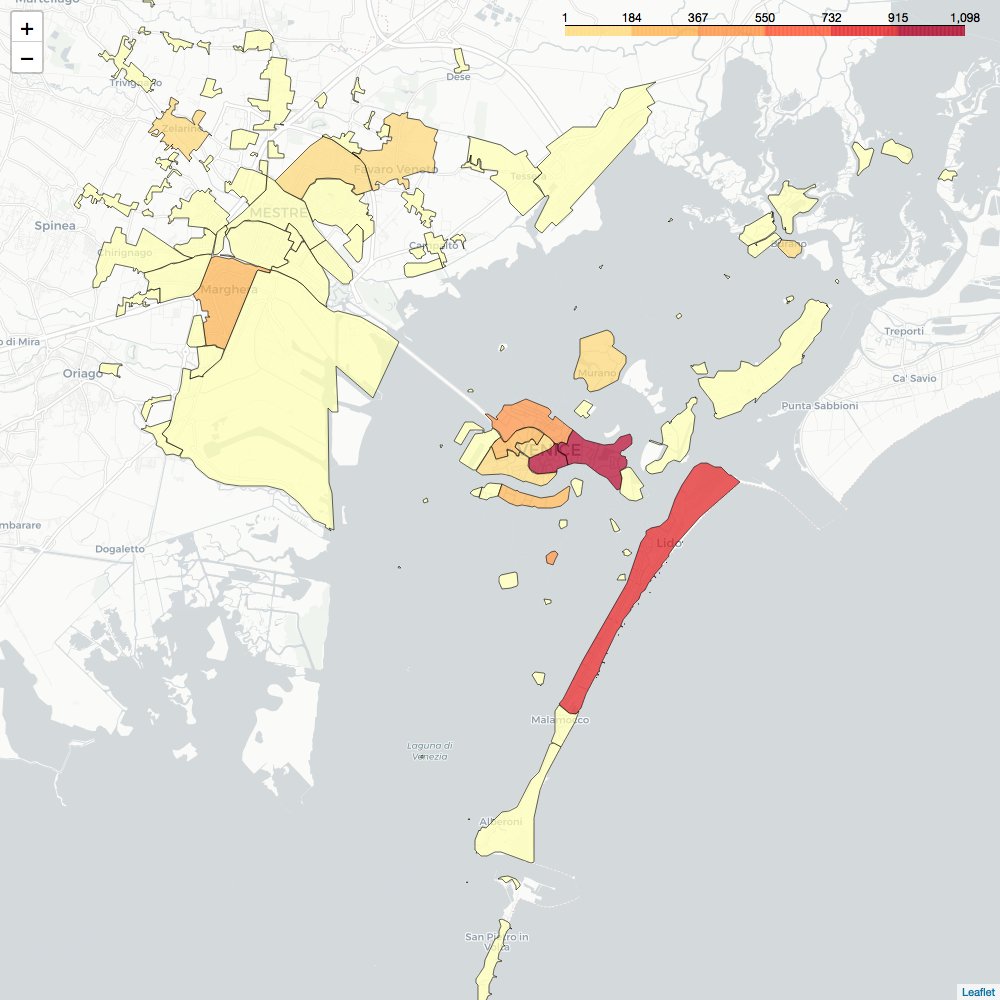 Martellago
+
−
1 184 367 550 732 915 1,098
Dese
Trivignano
Zelarino
Favaro Veneto
Tessera
MESTRE
Spinea
Campalto
Chirignago
Burano
Marghera
o di Mira
Treporti
Oriago
Murano
Ca' Savio
Punta Sabbioni
VENICE
mbarare
Lido
Dogaletto
Malamocco
Laguna di
Venezia
Alberoni
San Pietro in
Volta
Leaflet